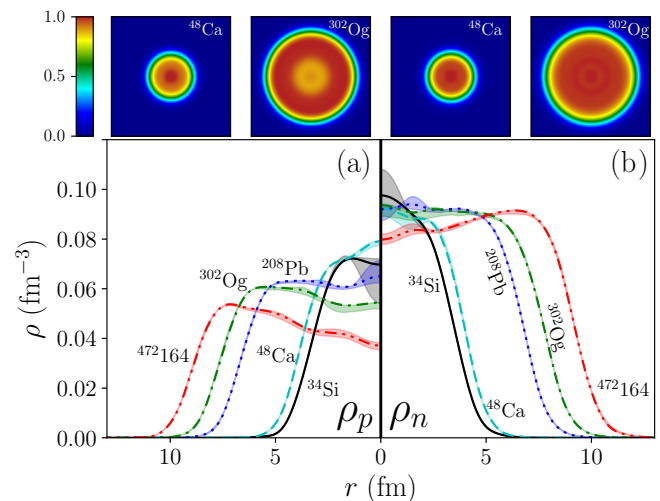 1.0
0.5
0.0
⁴⁸Ca
³⁰²Og
⁴⁸Ca
³⁰²Og
(a)
(b)
0.10
0.08
0.06
0.04
0.02
0.00
ρ (fm⁻³)
³⁰²Og
²⁰⁸Pb
⁴⁷²164
⁴⁸Ca
³⁴Si
ρₚ
ρₙ
³⁴Si
²⁰⁸Pb
³⁰²Og
⁴⁸Ca
⁴⁷²164
10
5
0
5
10
r (fm)